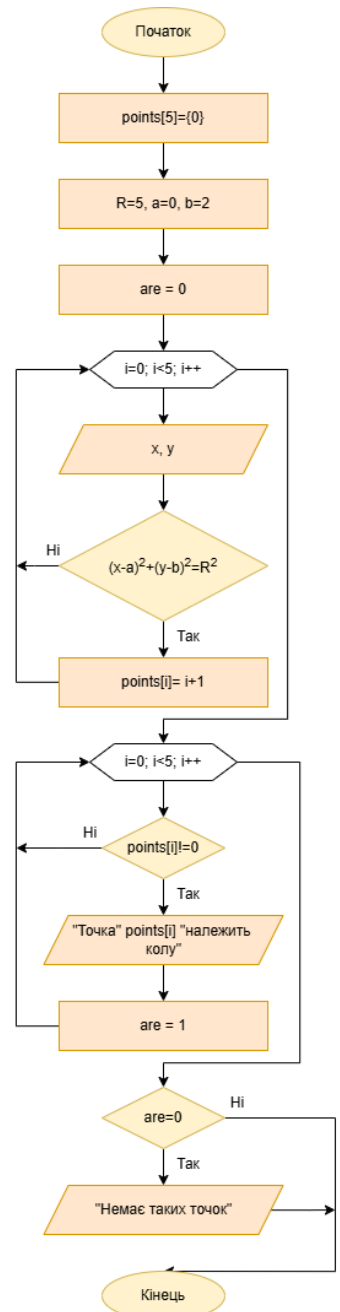 Початок
points[5]={0}
R=5, a=0, b=2
are = 0
i=0; i<5; i++
x, y
Ні
(x-a)²+(y-b)²=R²
Так
points[i]= i+1
i=0; i<5; i++
Ні
points[i]!=0
Так
"Точка" points[i] "належить
колу"
are = 1
are=0
Ні
Так
"Немає таких точок"
Кінець